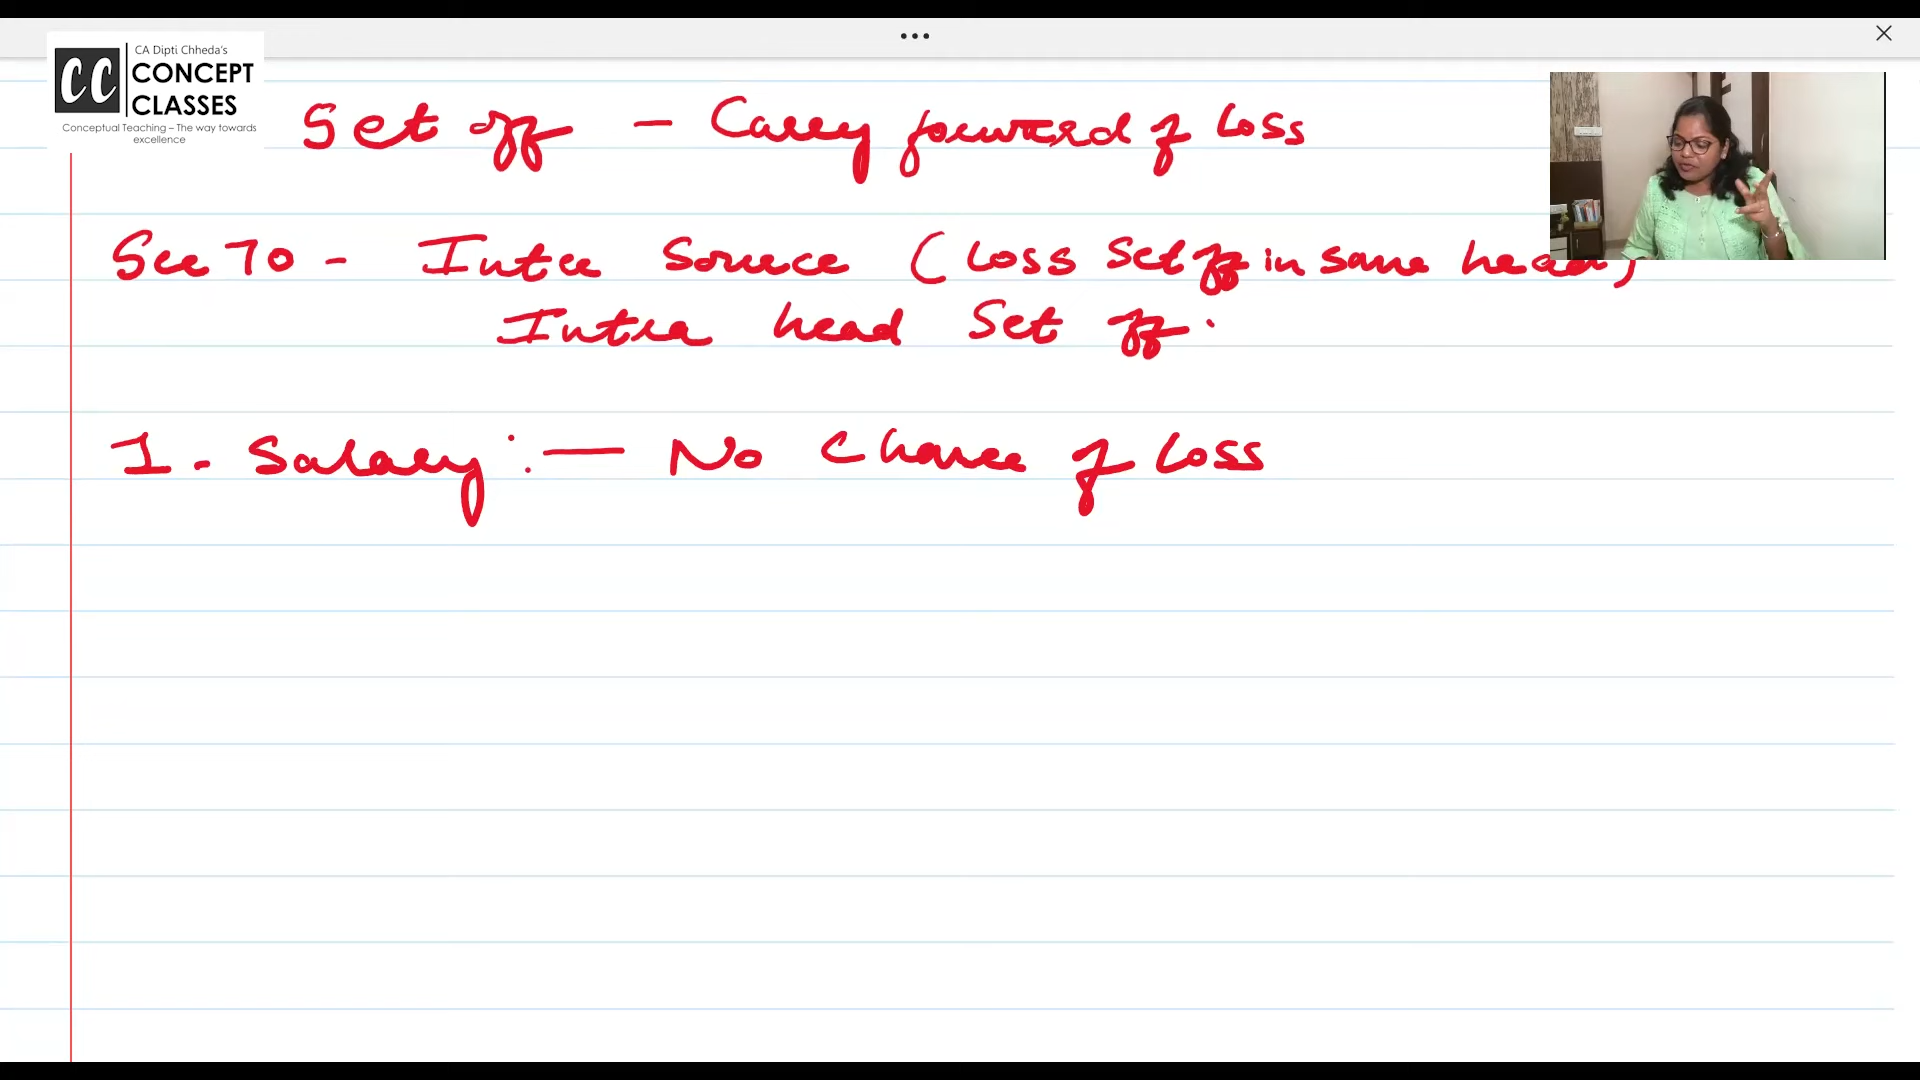 CC
CA Dipti Chheda's
CONCEPT
CLASSES
Conceptual Teaching – The way towards
excellence
Set off - Carry forward of Loss
Sec 70 - Inter Source (Loss Set off in same head)
Intra head Set off.
1. Salary :- No Chance of Loss